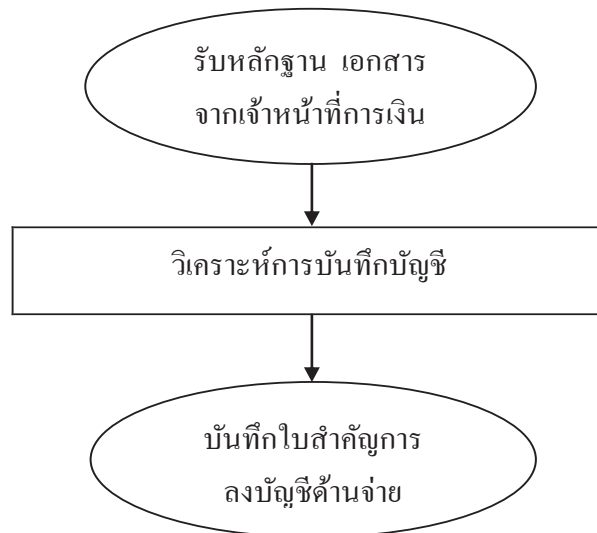 รับหลักฐาน เอกสาร
จากเจ้าหน้าที่การเงิน
วิเคราะห์การบันทึกบัญชี
บันทึกใบสำคัญการ
ลงบัญชีด้านจ่าย